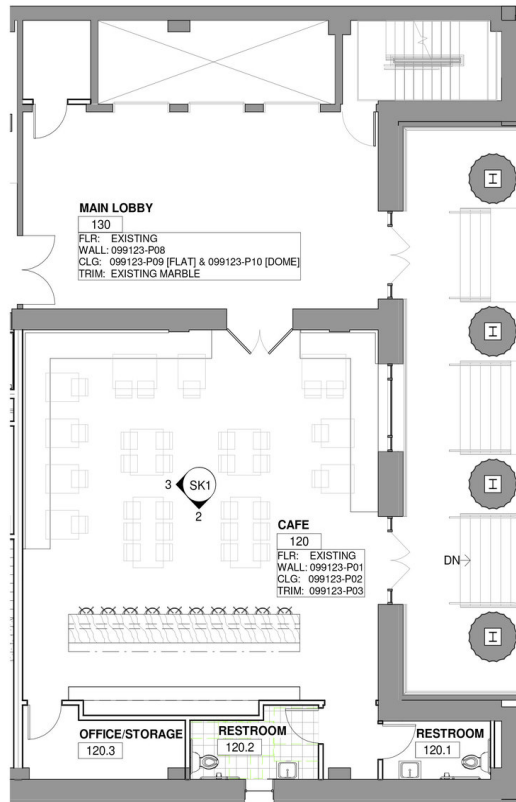 MAIN LOBBY
130
FLR: EXISTING
WALL: 099123-P08
CLG: 099123-P09 [FLAT] & 099123-P10 [DOME]
TRIM: EXISTING MARBLE
3
SK1
2
CAFE
120
FLR: EXISTING
WALL: 099123-P01
CLG: 099123-P02
TRIM: 099123-P03
DN
OFFICE/STORAGE
120.3
RESTROOM
120.2
RESTROOM
120.1